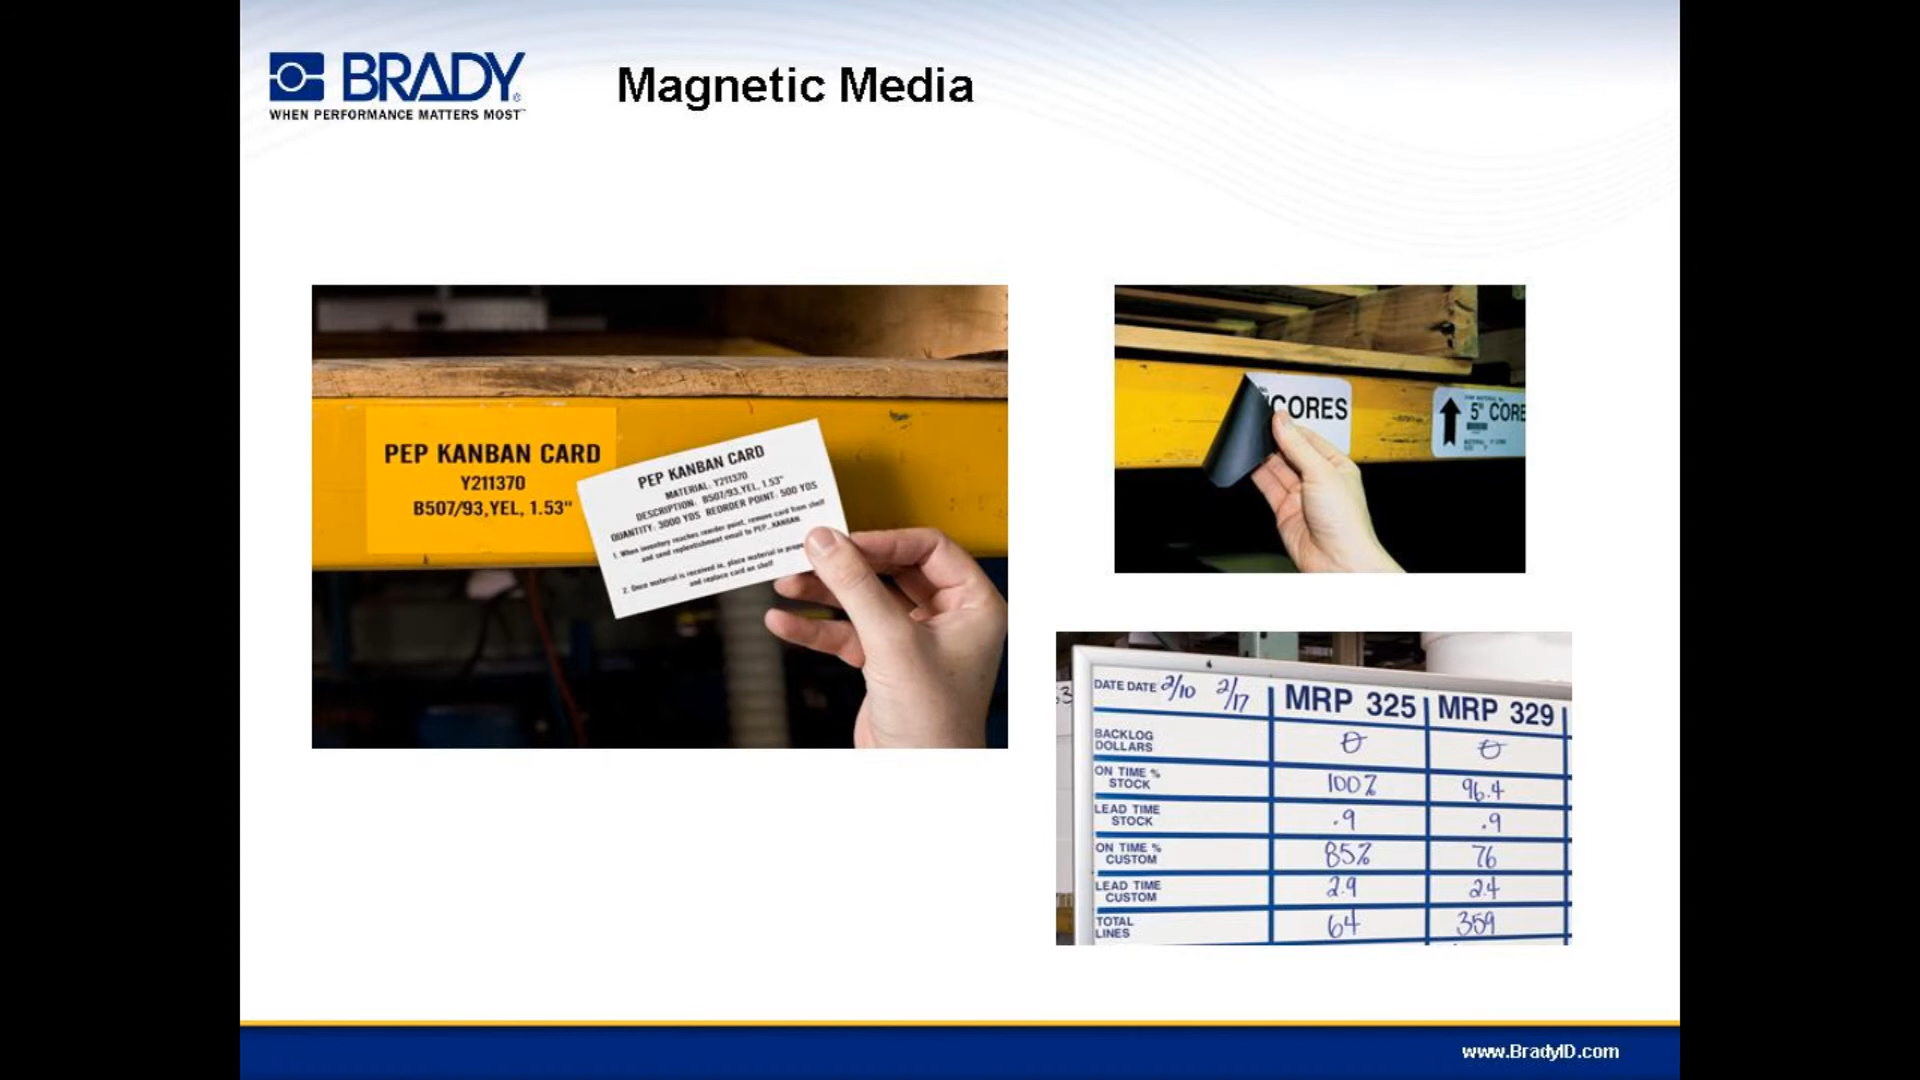 BRADY
WHEN PERFORMANCE MATTERS MOST
Magnetic Media
PEP KANBAN CARD
Y211370
B507/93,YEL, 1.53"
PEP KANBAN CARD
MATERIAL: Y211370
DESCRIPTION: B507/93,YEL, 1.53"
QUANTITY: 3000 YDS REORDER POINT: 500 YDS
1. When inventory reaches reorder point, remove card from shelf
and send replenishment email to PEP_KANBAN.
2. Once material is received in, place material in
and replace card on shelf
CORES
5" CORE
DATE DATE 2/10 2/17 MRP 325 MRP 329
BACKLOG
DOLLARS 0 0
ON TIME %
STOCK 100% 96.4
LEAD TIME
STOCK .9 .9
ON TIME %
CUSTOM 85% 76
LEAD TIME
CUSTOM 2.9 2.4
TOTAL
LINES 64 359
www.BradyID.com